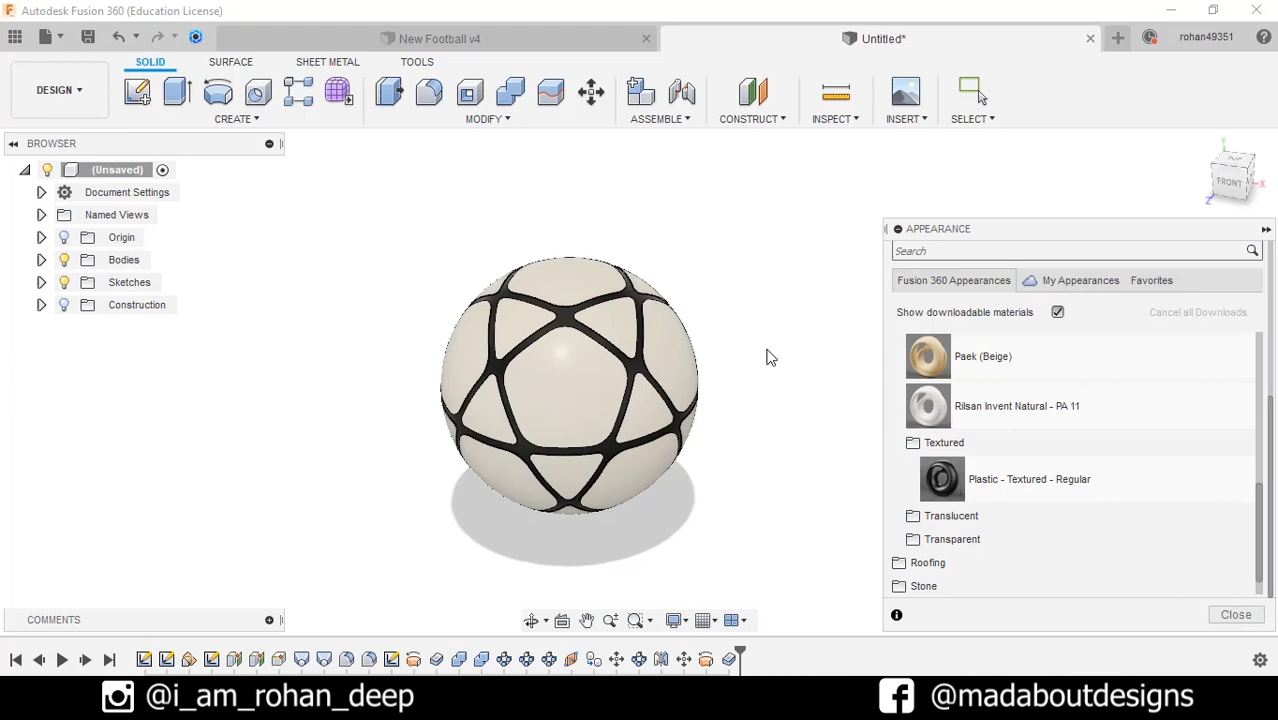 Autodesk Fusion 360 (Education License)
New Football v4
Untitled*
rohan49351
DESIGN
SOLID
SURFACE
SHEET METAL
TOOLS
CREATE
MODIFY
ASSEMBLE
CONSTRUCT
INSPECT
INSERT
SELECT
BROWSER
(Unsaved)
Document Settings
Named Views
Origin
Bodies
Sketches
Construction
Y
FRONT
X
Z
APPEARANCE
Search
Fusion 360 Appearances
My Appearances
Favorites
Show downloadable materials
Cancel all Downloads
Paek (Beige)
Rilsan Invent Natural - PA 11
Textured
Plastic - Textured - Regular
Translucent
Transparent
Roofing
Stone
Close
COMMENTS
@i_am_rohan_deep
@madaboutdesigns